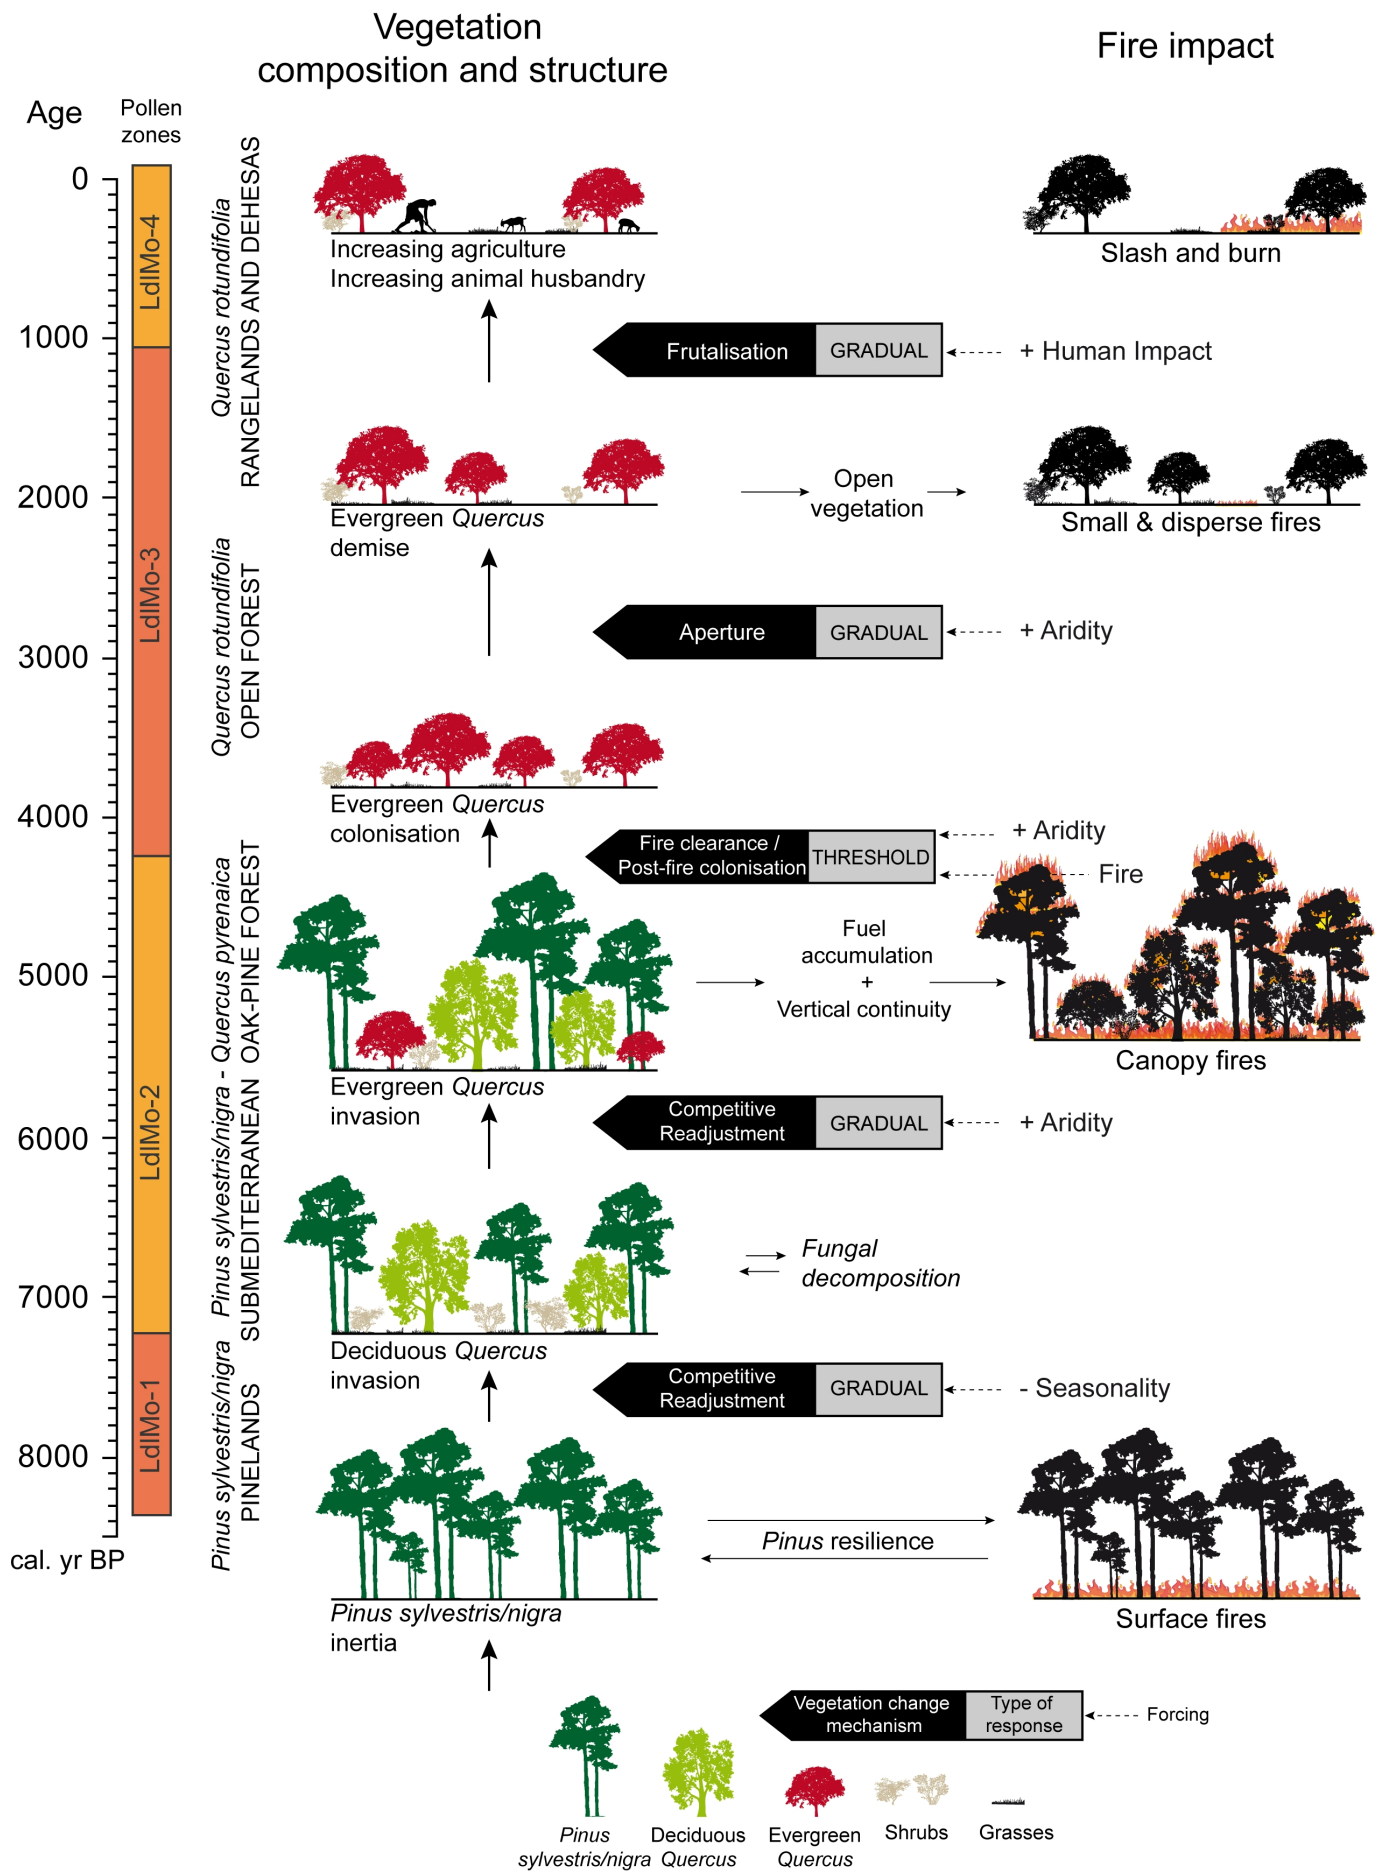 Vegetation
composition and structure
Fire impact
Age
Pollen
zones
0
1000
2000
3000
4000
5000
6000
7000
8000
cal. yr BP
LdlMo-4
LdlMo-3
LdlMo-2
LdlMo-1
Quercus rotundifolia
RANGELANDS AND DEHESAS
Quercus rotundifolia
OPEN FOREST
Pinus sylvestris/nigra - Quercus pyrenaica
SUBMEDITERRANEAN OAK-PINE FOREST
Pinus sylvestris/nigra
PINELANDS
Increasing agriculture
Increasing animal husbandry
Slash and burn
Frutalisation
GRADUAL
+ Human Impact
Evergreen Quercus
demise
Open
vegetation
Small & disperse fires
Aperture
GRADUAL
+ Aridity
Evergreen Quercus
colonisation
Fire clearance /
Post-fire colonisation
THRESHOLD
+ Aridity
Fire
Fuel
accumulation
+
Vertical continuity
Canopy fires
Evergreen Quercus
invasion
Competitive
Readjustment
GRADUAL
+ Aridity
Fungal
decomposition
Deciduous Quercus
invasion
Competitive
Readjustment
GRADUAL
- Seasonality
Pinus resilience
Surface fires
Pinus sylvestris/nigra
inertia
Vegetation change
mechanism
Type of
response
Forcing
Pinus
sylvestris/nigra
Deciduous
Quercus
Evergreen
Quercus
Shrubs
Grasses